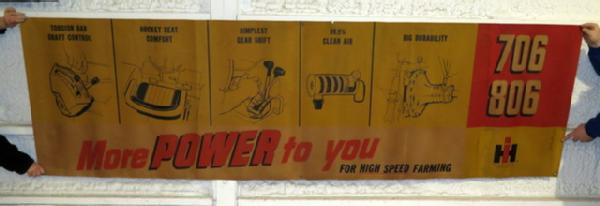 TORSION BAR
DRAFT CONTROL
HOCKEY SEAT
COMFORT
SIMPLEST
GEAR SHIFT
99.8%
CLEAN AIR
BIG DURABILITY
706
806
More POWER to you
FOR HIGH SPEED FARMING
IH